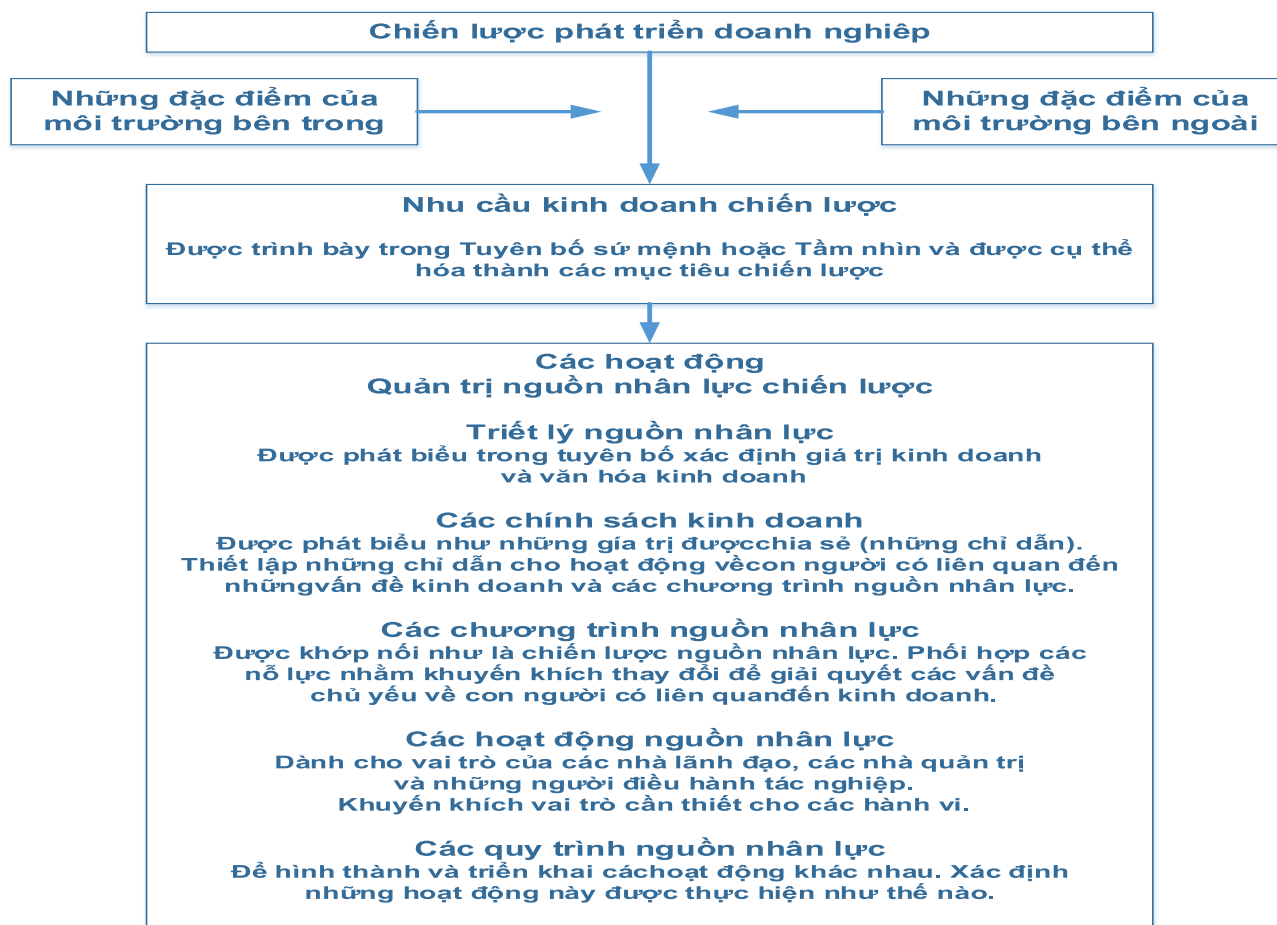 Chiến lược phát triển doanh nghiêp
Những đặc điểm của
môi trường bên trong
Những đặc điểm của
môi trường bên ngoài
Nhu cầu kinh doanh chiến lược
Được trình bày trong Tuyên bố sứ mệnh hoặc Tầm nhìn và được cụ thể
hóa thành các mục tiêu chiến lược
Các hoạt động
Quản trị nguồn nhân lực chiến lược
Triết lý nguồn nhân lực
Được phát biểu trong tuyên bố xác định giá trị kinh doanh
và văn hóa kinh doanh
Các chính sách kinh doanh
Được phát biểu như những gía trị đượcchia sẻ (những chỉ dẫn).
Thiết lập những chỉ dẫn cho hoạt động vềcon người có liên quan đến
nhữngvấn đề kinh doanh và các chương trình nguồn nhân lực.
Các chương trình nguồn nhân lực
Được khớp nối như là chiến lược nguồn nhân lực. Phối hợp các
nỗ lực nhằm khuyến khích thay đổi để giải quyết các vấn đề
chủ yếu về con người có liên quanđến kinh doanh.
Các hoạt động nguồn nhân lực
Dành cho vai trò của các nhà lãnh đạo, các nhà quản trị
và những người điều hành tác nghiệp.
Khuyến khích vai trò cần thiết cho các hành vi.
Các quy trình nguồn nhân lực
Để hình thành và triển khai cáchoạt động khác nhau. Xác định
những hoạt động này được thực hiện như thế nào.